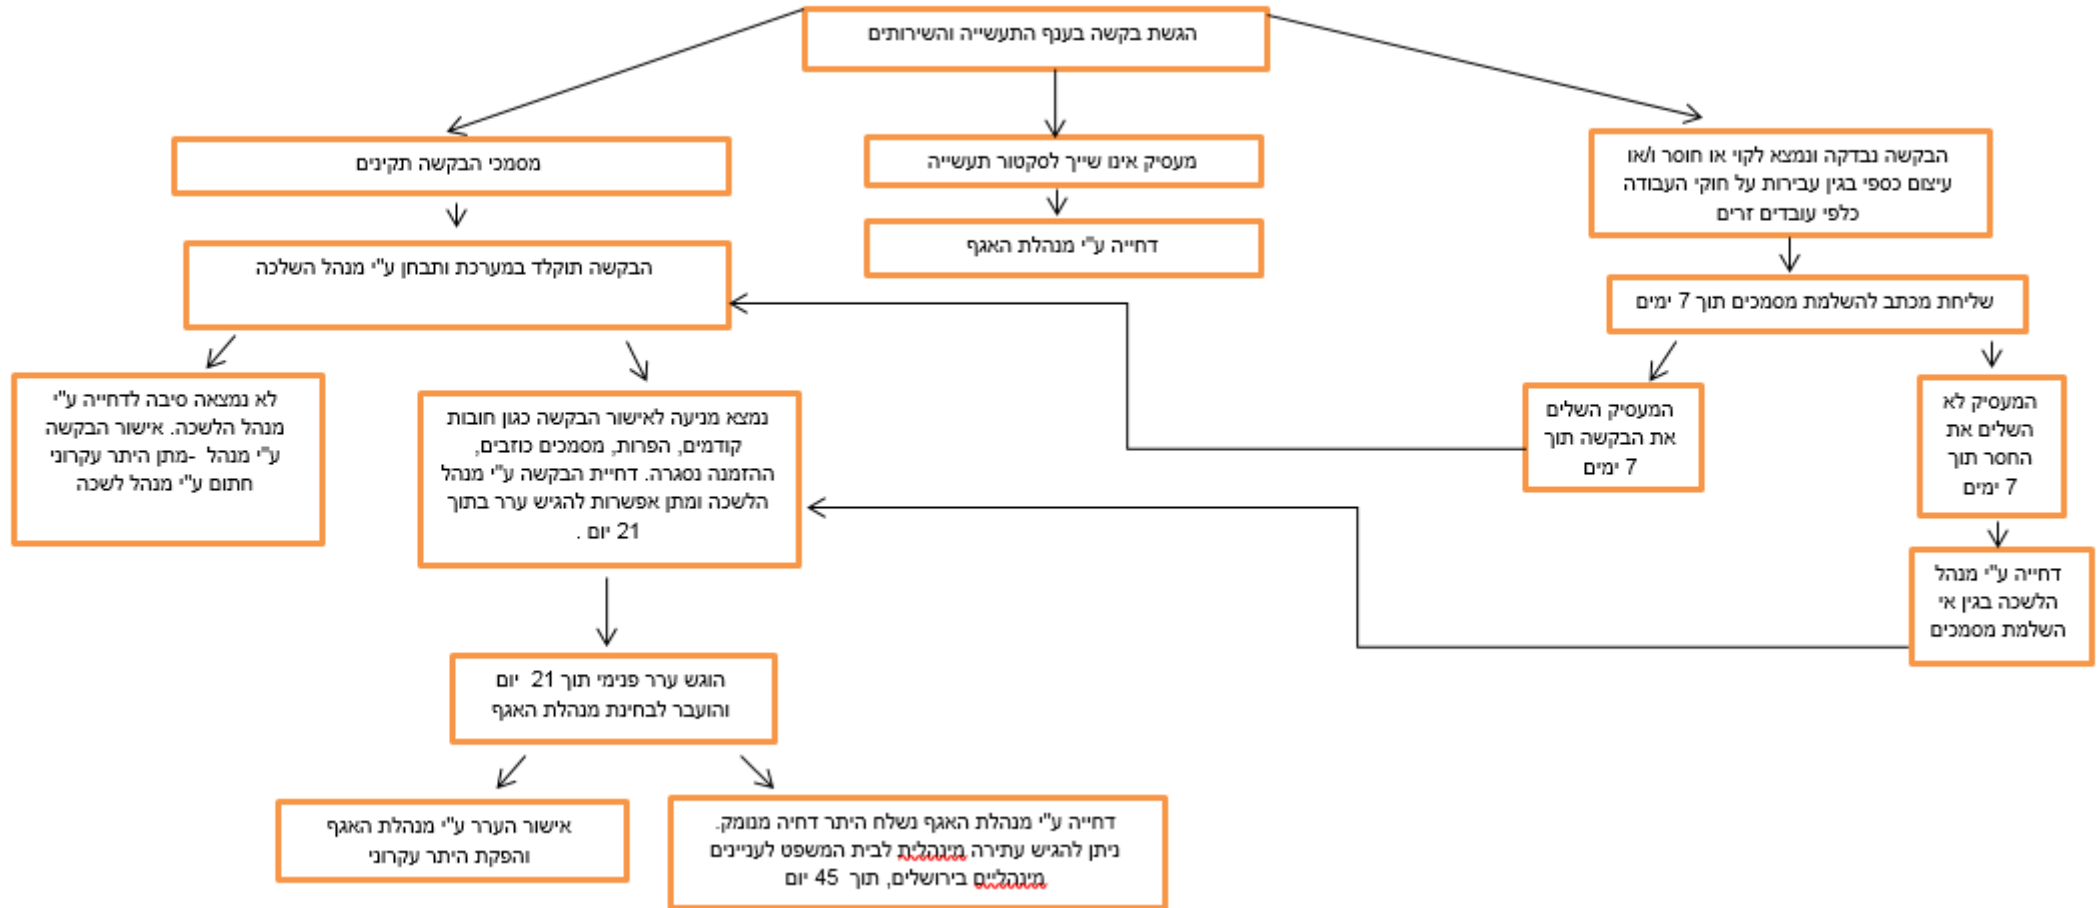 הגשת בקשה בענף התעשייה והשירותים
הבקשה נבדקה ונמצא לקוי או חוסר ו/או
עיצום כספי בגין עבירות על חוקי העבודה
כלפי עובדים זרים
מעסיק אינו שייך לסקטור תעשייה
מסמכי הבקשה תקינים
דחייה ע"י מנהלת האגף
הבקשה תוקלד במערכת ותבחן ע"י מנהל השלכה
שליחת מכתב להשלמת מסמכים תוך 7 ימים
המעסיק לא
השלים את
החסר תוך
7 ימים
המעסיק השלים
את הבקשה תוך
7 ימים
נמצא מניעה לאישור הבקשה כגון חובות
קודמים, הפרות, מסמכים כוזבים,
ההזמנה נסגרה. דחיית הבקשה ע"י מנהל
הלשכה ומתן אפשרות להגיש ערר בתוך
21 יום .
לא נמצאה סיבה לדחייה ע"י
מנהל הלשכה. אישור הבקשה
ע"י מנהל -מתן היתר עקרוני
חתום ע"י מנהל לשכה
דחייה ע"י מנהל
הלשכה בגין אי
השלמת מסמכים
הוגש ערר פנימי תוך 21 יום
והועבר לבחינת מנהלת האגף
דחייה ע"י מנהלת האגף נשלח היתר דחיה מנומק.
ניתן להגיש עתירה מינהלית לבית המשפט לעניינים
מינהליים בירושלים, תוך 45 יום
אישור הערר ע"י מנהלת האגף
והפקת היתר עקרוני